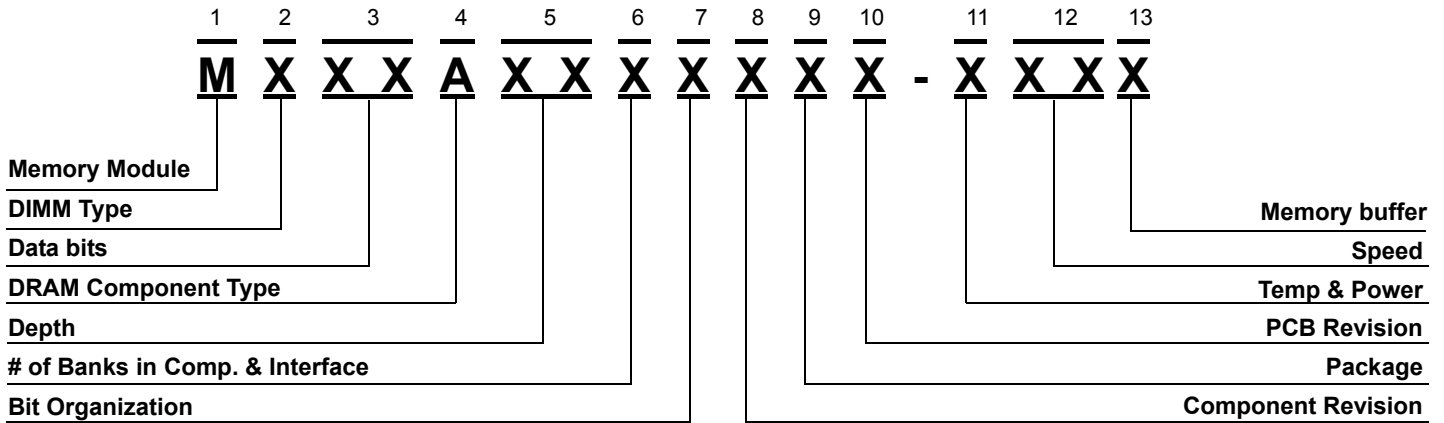 1 2 3 4 5 6 7 8 9 10 11 12 13
M X X X A X X X X X X X - X X X X
Memory Module
DIMM Type
Data bits
DRAM Component Type
Depth
# of Banks in Comp. & Interface
Bit Organization
Memory buffer
Speed
Temp & Power
PCB Revision
Package
Component Revision